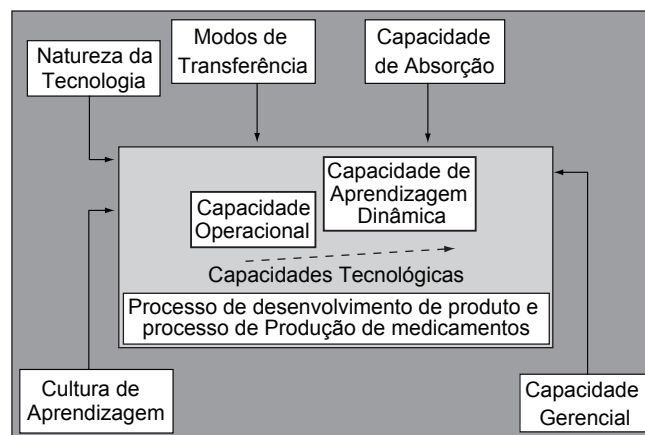 Natureza da
Tecnologia
Modos de
Transferência
Capacidade
de Absorção
Capacidade
Operacional
Capacidade de
Aprendizagem
Dinâmica
Capacidades Tecnológicas
Processo de desenvolvimento de produto e
processo de Produção de medicamentos
Cultura de
Aprendizagem
Capacidade
Gerencial